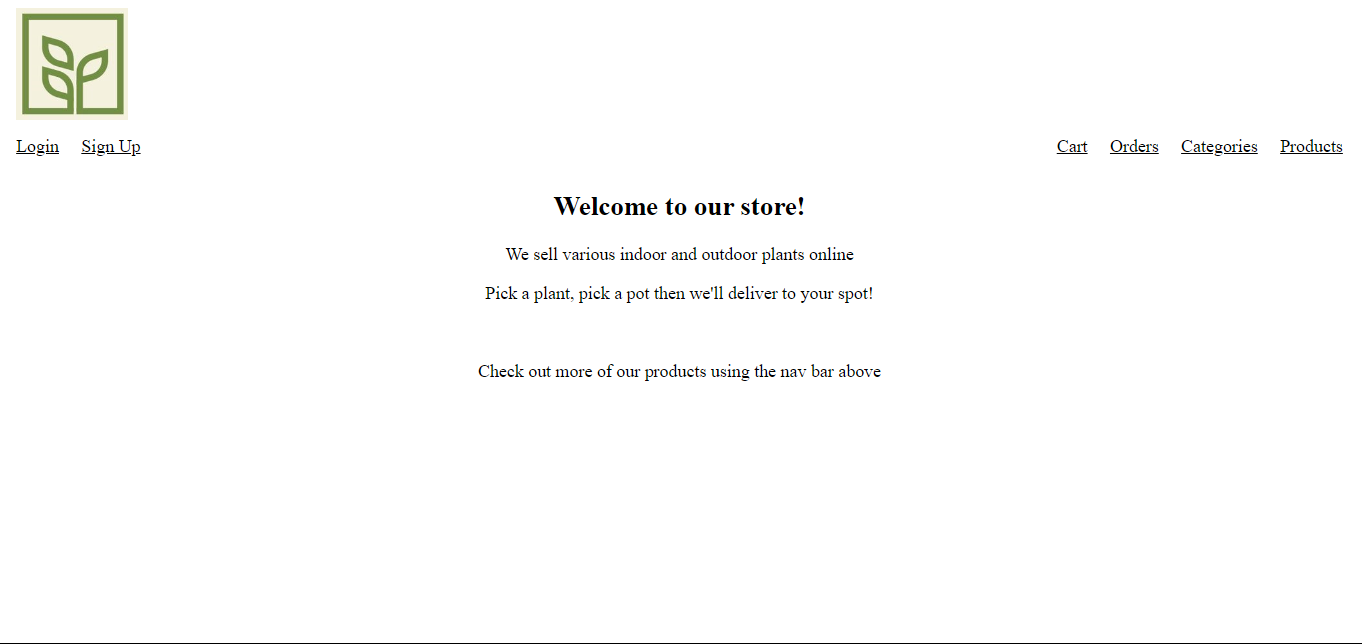 Login Sign Up Cart Orders Categories Products
Welcome to our store!
We sell various indoor and outdoor plants online
Pick a plant, pick a pot then we'll deliver to your spot!
Check out more of our products using the nav bar above